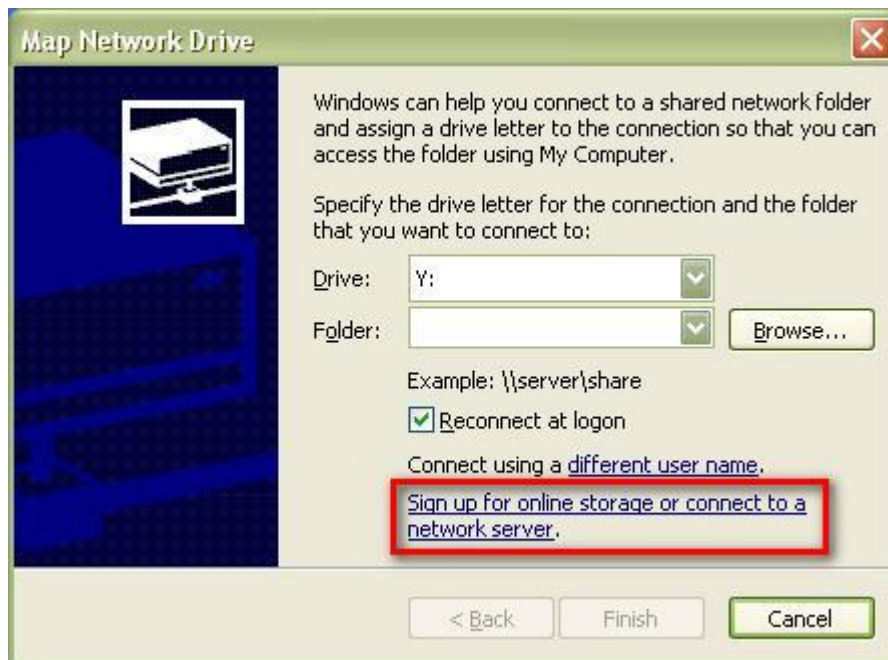 Map Network Drive
Windows can help you connect to a shared network folder
and assign a drive letter to the connection so that you can
access the folder using My Computer.
Specify the drive letter for the connection and the folder
that you want to connect to:
Drive: Y:
Folder: Browse...
Example: \\server\share
Reconnect at logon
Connect using a different user name.
Sign up for online storage or connect to a
network server.
< Back Finish Cancel